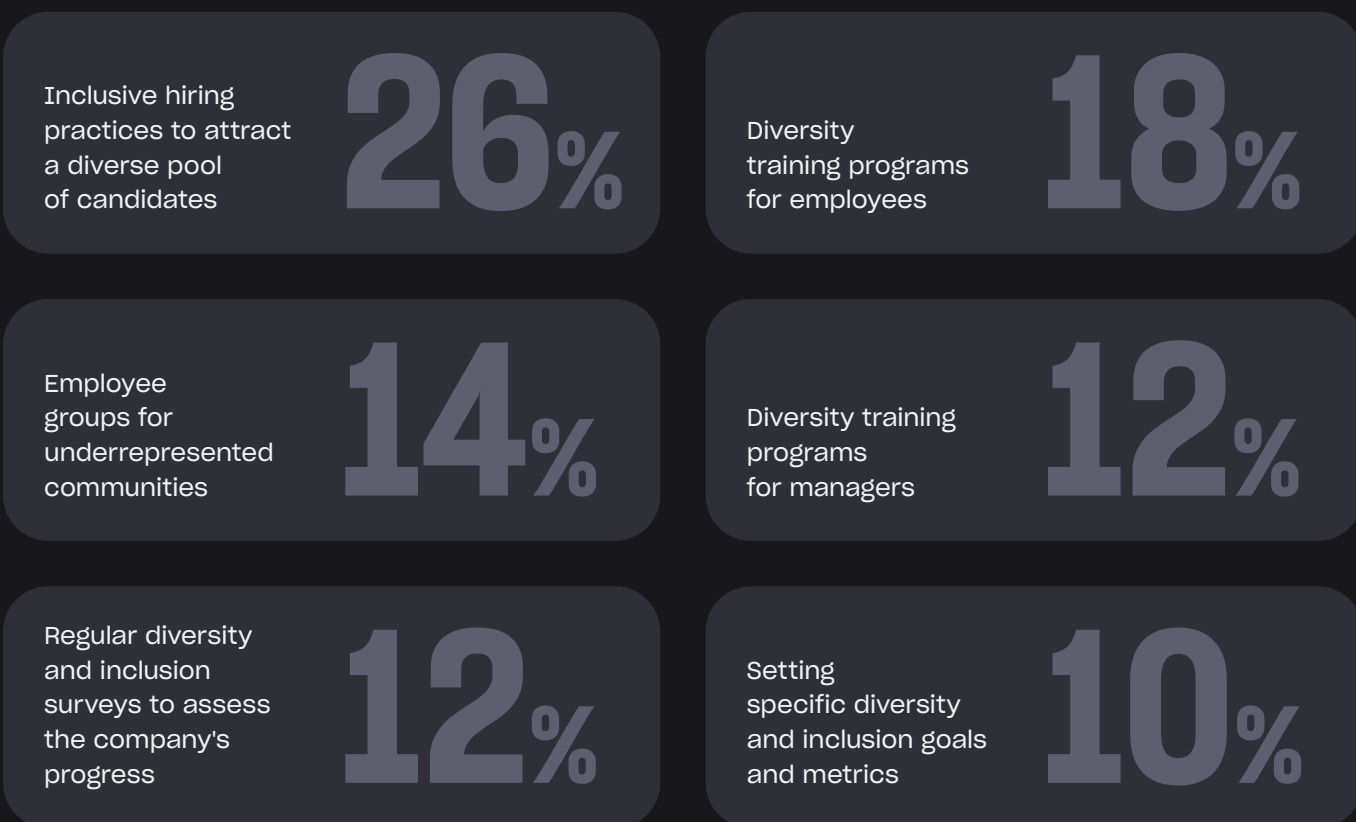 Inclusive hiring
practices to attract
a diverse pool
of candidates
26%
Diversity
training programs
for employees
18%
Employee
groups for
underrepresented
communities
14%
Diversity training
programs
for managers
12%
Regular diversity
and inclusion
surveys to assess
the company's
progress
12%
Setting
specific diversity
and inclusion goals
and metrics
10%